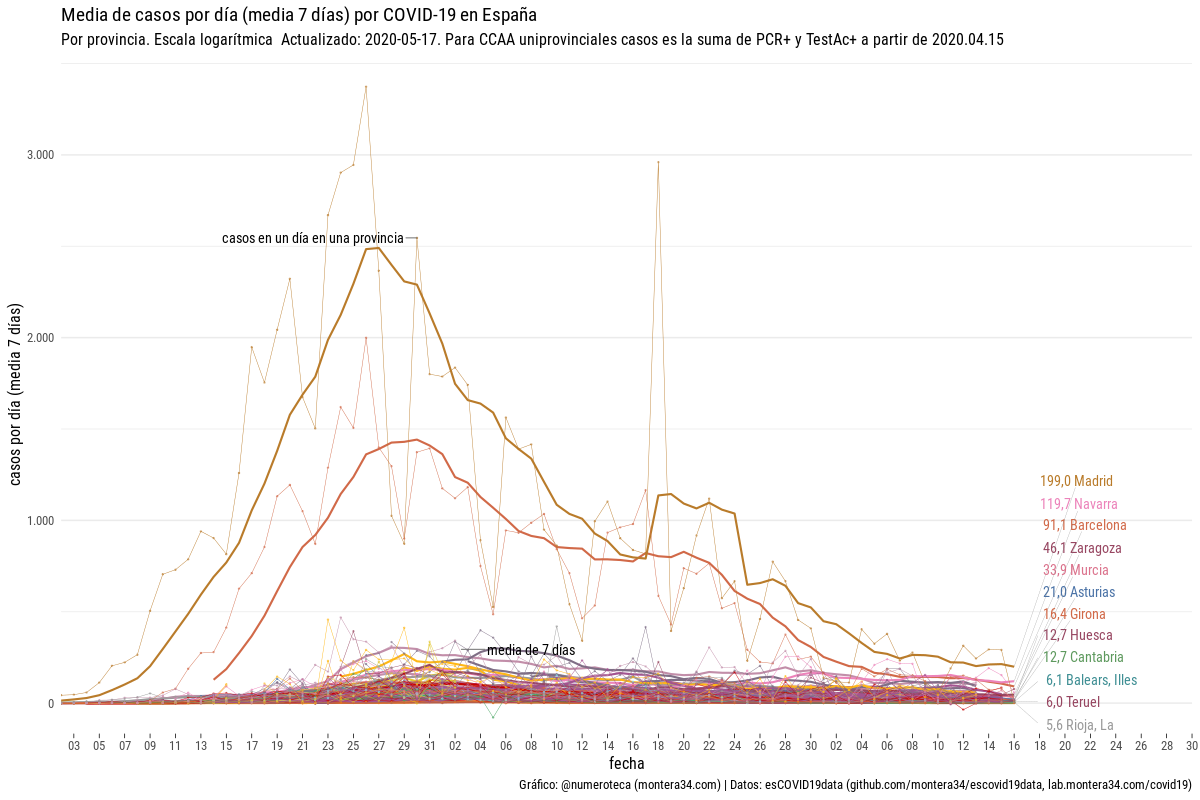 Media de casos por día (media 7 días) por COVID-19 en España
Por provincia. Escala logarítmica  Actualizado: 2020-05-17. Para CCAA uniprovinciales casos es la suma de PCR+ y TestAc+ a partir de 2020.04.15
casos por día (media 7 días)
3.000
2.000
1.000
0
casos en un día en una provincia
media de 7 días
199,0 Madrid
119,7 Navarra
91,1 Barcelona
46,1 Zaragoza
33,9 Murcia
21,0 Asturias
16,4 Girona
12,7 Huesca
12,7 Cantabria
6,1 Balears, Illes
6,0 Teruel
5,6 Rioja, La
03 05 07 09 11 13 15 17 19 21 23 25 27 29 31 02 04 06 08 10 12 14 16 18 20 22 24 26 28 30 02 04 06 08 10 12 14 16 18 20 22 24 26 28 30
fecha
Gráfico: @numeroteca (montera34.com) | Datos: esCOVID19data (github.com/montera34/escovid19data, lab.montera34.com/covid19)